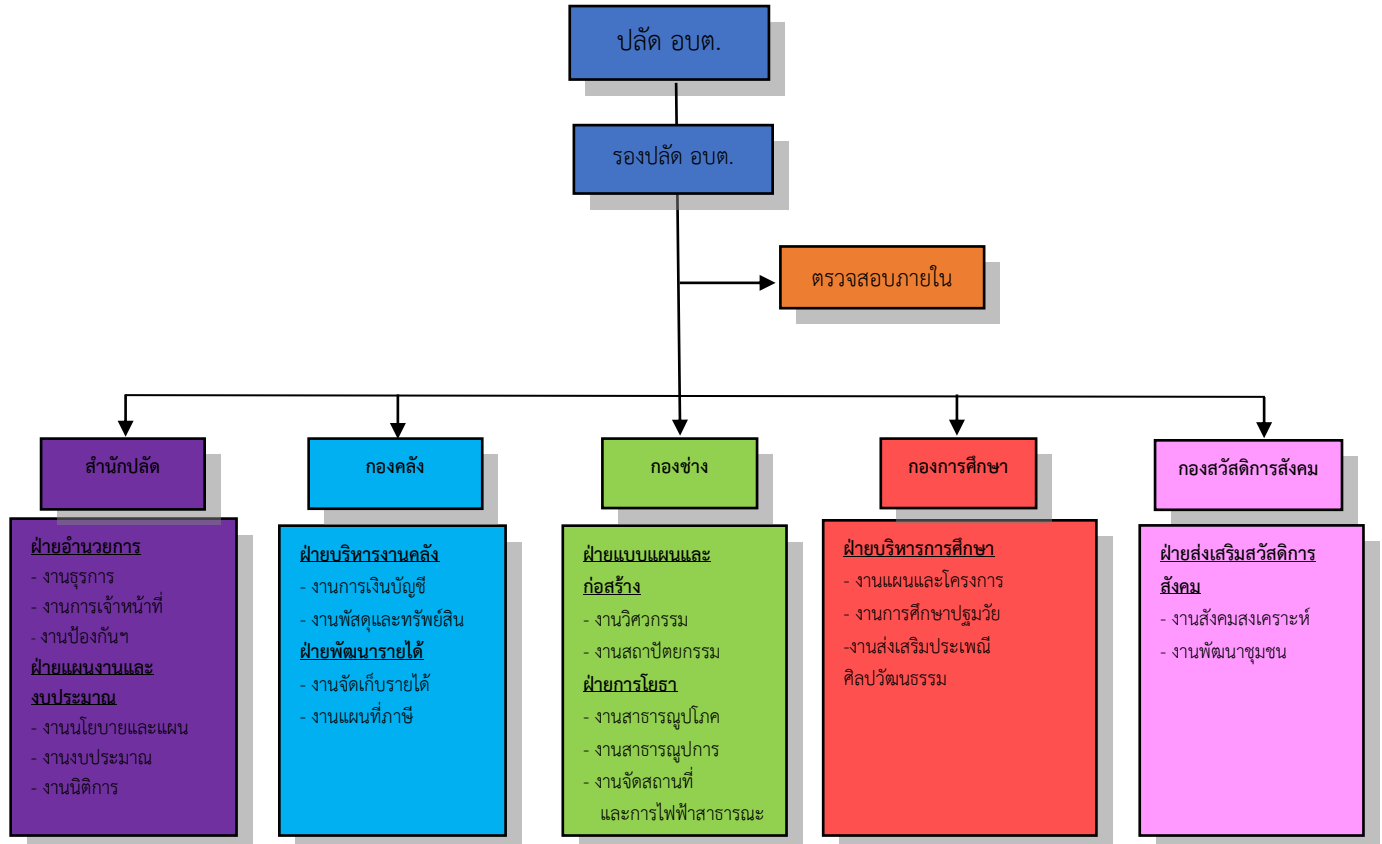 ปลัด อบต.
รองปลัด อบต.
ตรวจสอบภายใน
สำนักปลัด
ฝ่ายอำนวยการ
- งานธุรการ
- งานการเจ้าหน้าที่
- งานป้องกันฯ
ฝ่ายแผนงานและ
งบประมาณ
- งานนโยบายและแผน
- งานงบประมาณ
- งานนิติการ
กองคลัง
ฝ่ายบริหารงานคลัง
- งานการเงินบัญชี
- งานพัสดุและทรัพย์สิน
ฝ่ายพัฒนารายได้
- งานจัดเก็บรายได้
- งานแผนที่ภาษี
กองช่าง
ฝ่ายแบบแผนและ
ก่อสร้าง
- งานวิศวกรรม
- งานสถาปัตยกรรม
ฝ่ายการโยธา
- งานสาธารณูปโภค
- งานสาธารณูปการ
- งานจัดสถานที่
และการไฟฟ้าสาธารณะ
กองการศึกษา
ฝ่ายบริหารการศึกษา
- งานแผนและโครงการ
- งานการศึกษาปฐมวัย
-งานส่งเสริมประเพณี
ศิลปวัฒนธรรม
กองสวัสดิการสังคม
ฝ่ายส่งเสริมสวัสดิการ
สังคม
- งานสังคมสงเคราะห์
- งานพัฒนาชุมชน